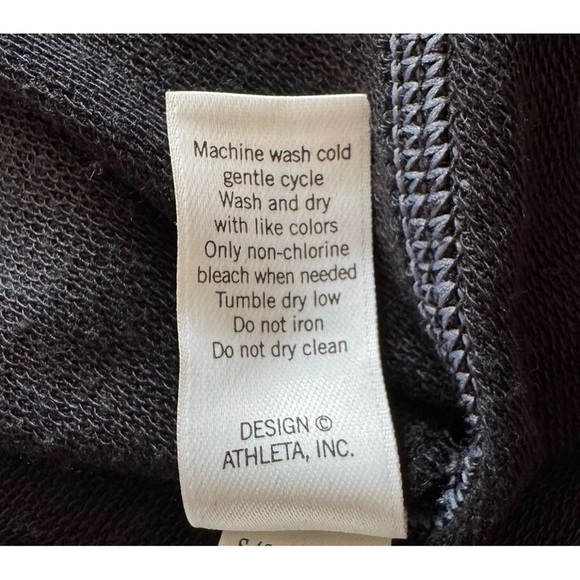 Machine wash cold
gentle cycle
Wash and dry
with like colors
Only non-chlorine
bleach when needed
Tumble dry low
Do not iron
Do not dry clean
DESIGN ©
ATHLETA, INC.